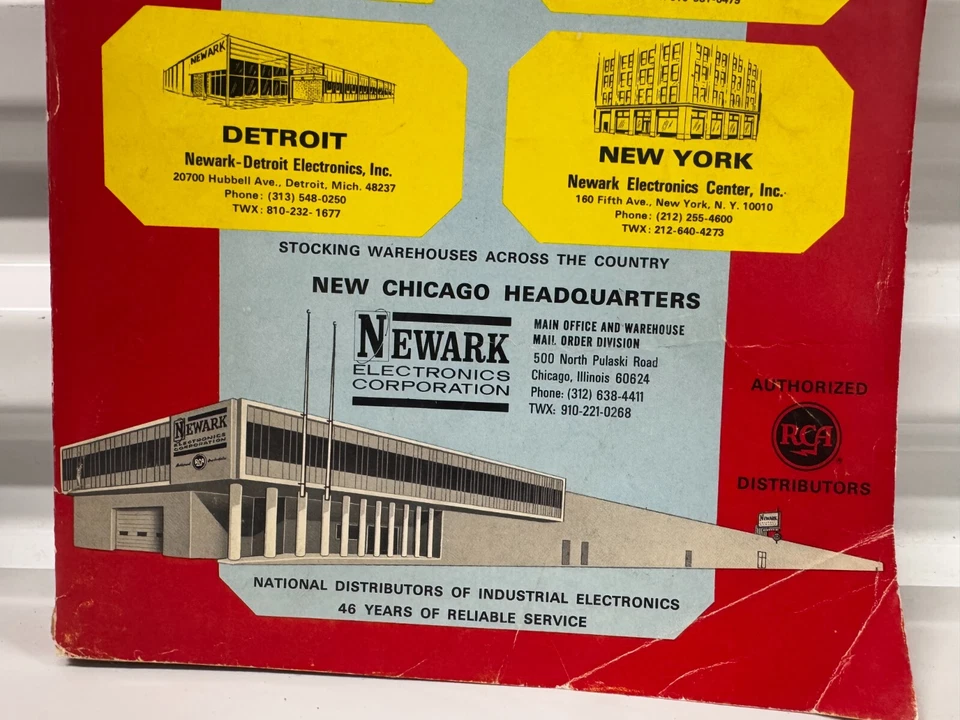 NEWARK
DETROIT
Newark-Detroit Electronics, Inc.
20700 Hubbell Ave., Detroit, Mich. 48237
Phone: (313) 548-0250
TWX: 810-232-1677
NEW YORK
Newark Electronics Center, Inc.
160 Fifth Ave., New York, N. Y. 10010
Phone: (212) 255-4600
TWX: 212-640-4273
STOCKING WAREHOUSES ACROSS THE COUNTRY
NEW CHICAGO HEADQUARTERS
NEWARK
ELECTRONICS
CORPORATION
MAIN OFFICE AND WAREHOUSE
MAIL ORDER DIVISION
500 North Pulaski Road
Chicago, Illinois 60624
Phone: (312) 638-4411
TWX: 910-221-0268
AUTHORIZED
RCA
DISTRIBUTORS
NEWARK
ELECTRONICS
CORPORATION
RCA
NEWARK
NATIONAL DISTRIBUTORS OF INDUSTRIAL ELECTRONICS
46 YEARS OF RELIABLE SERVICE